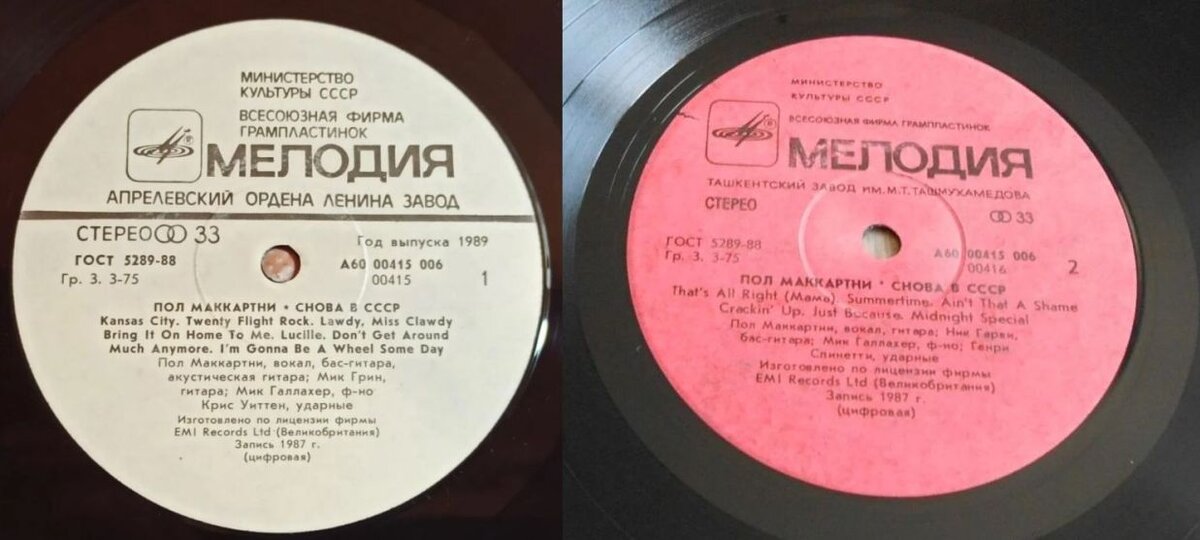 МИНИСТЕРСТВО
КУЛЬТУРЫ СССР
ВСЕСОЮЗНАЯ ФИРМА
ГРАМПЛАСТИНОК
МЕЛОДИЯ
АПРЕЛЕВСКИЙ ОРДЕНА ЛЕНИНА ЗАВОД
СТЕРЕО 33
Год выпуска 1989
ГОСТ 5289-88
А60 00415 006
Гр. 3. 3-75
00415
1
ПОЛ МАККАРТНИ • СНОВА В СССР
Kansas City. Twenty Flight Rock. Lawdy, Miss Clawdy
Bring It On Home To Me. Lucille. Don't Get Around
Much Anymore. I'm Gonna Be A Wheel Some Day
Пол Маккартни, вокал, бас-гитара,
акустическая гитара; Мик Грин,
гитара; Мик Галлахер, ф-но
Крис Уиттен, ударные
Изготовлено по лицензии фирмы
EMI Records Ltd (Великобритания)
Запись 1987 г.
(цифровая)
МИНИСТЕРСТВО
КУЛЬТУРЫ СССР
ВСЕСОЮЗНАЯ ФИРМА ГРАМПЛАСТИНОК
МЕЛОДИЯ
ТАШКЕНТСКИЙ ЗАВОД ИМ. М.Т. ТАШМУХАМЕДОВА
СТЕРЕО
33
ГОСТ 5289-88
А60 00415 006
Гр. 3. 3-75
00416
2
ПОЛ МАККАРТНИ • СНОВА В СССР
That's All Right (Мама) Summertime. Ain't That A Shame
Crackin' Up. Just Because. Midnight Special
Пол Маккартни, вокал, гитара; Ник Гарви,
бас-гитара; Мик Галлахер, ф-но; Генри
Спинетти, ударные
Изготовлено по лицензии фирмы
EMI Records Ltd (Великобритания)
Запись 1987 г.
(цифровая)